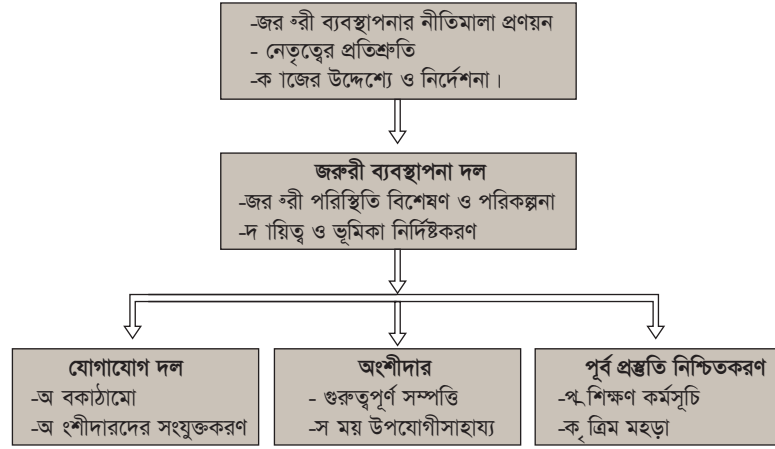 -জরুরী ব্যবস্থাপনার নীতিমালা প্রণয়ন
- নেতৃত্বের প্রতিশ্রুতি
-কাজের উদ্দেশ্যে ও নির্দেশনা।
জরুরী ব্যবস্থাপনা দল
-জরুরী পরিস্থিতি বিশেষণ ও পরিকল্পনা
-দায়িত্ব ও ভূমিকা নির্দিষ্টকরণ
যোগাযোগ দল
-অবকাঠামো
-অংশীদারদের সংযুক্তকরণ
অংশীদার
- গুরুত্বপূর্ণ সম্পত্তি
-সময় উপযোগীসাহায্য
পূর্ব প্রস্তুতি নিশ্চিতকরণ
-প্রশিক্ষণ কর্মসূচি
-কৃত্রিম মহড়া